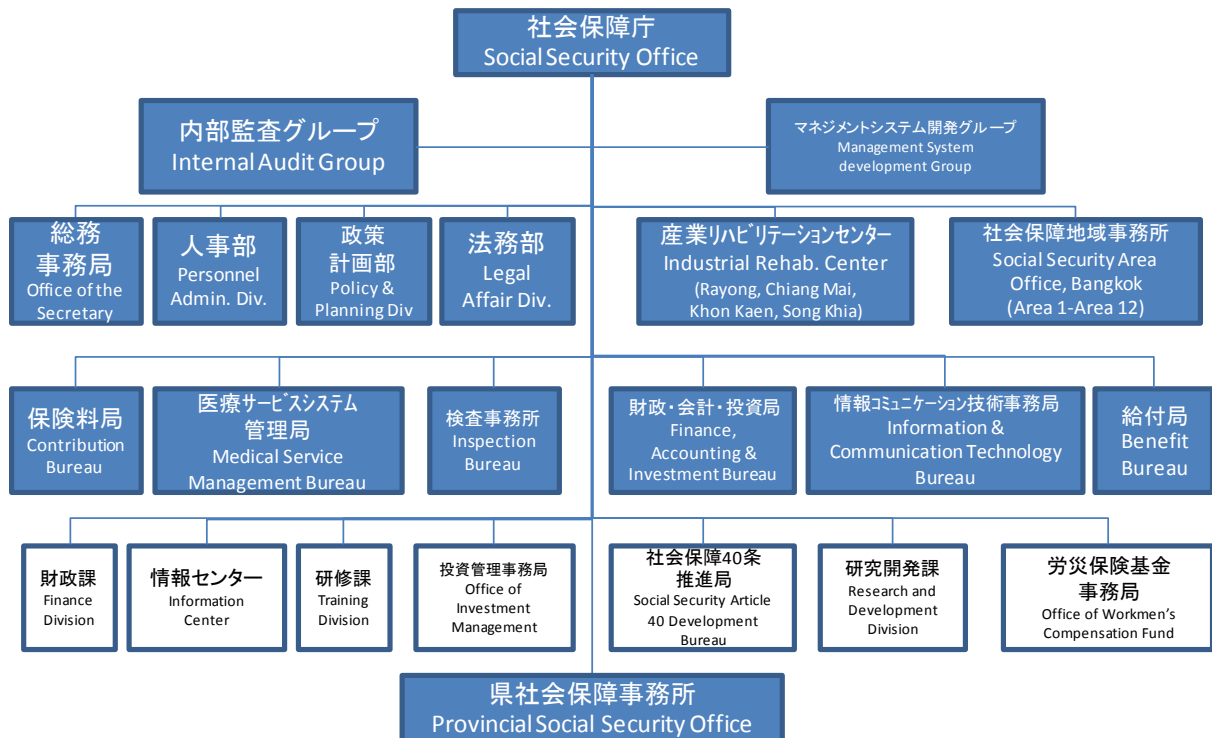 社会保障庁
Social Security Office
内部監査グループ
Internal Audit Group
マネジメントシステム開発グループ
Management System
development Group
総務
事務局
Office of the
Secretary
人事部
Personnel
Admin. Div.
政策
計画部
Policy &
Planning Div
法務部
Legal
Affair Div.
産業リハビリテーションセンター
Industrial Rehab. Center
(Rayong, Chiang Mai,
Khon Kaen, Song Khia)
社会保障地域事務所
Social Security Area
Office, Bangkok
(Area 1-Area 12)
保険料局
Contribution
Bureau
医療サービスシステム
管理局
Medical Service
Management Bureau
検査事務所
Inspection
Bureau
財政・会計・投資局
Finance,
Accounting &
Investment Bureau
情報コミュニケーション技術事務局
Information &
Communication Technology
Bureau
給付局
Benefit
Bureau
財政課
Finance
Division
情報センター
Information
Center
研修課
Training
Division
投資管理事務局
Office of
Investment
Management
社会保障40条
推進局
Social Security Article
40 Development
Bureau
研究開発課
Research and
Development
Division
労災保険基金
事務局
Office of Workmen's
Compensation Fund
県社会保障事務所
Provincial Social Security Office